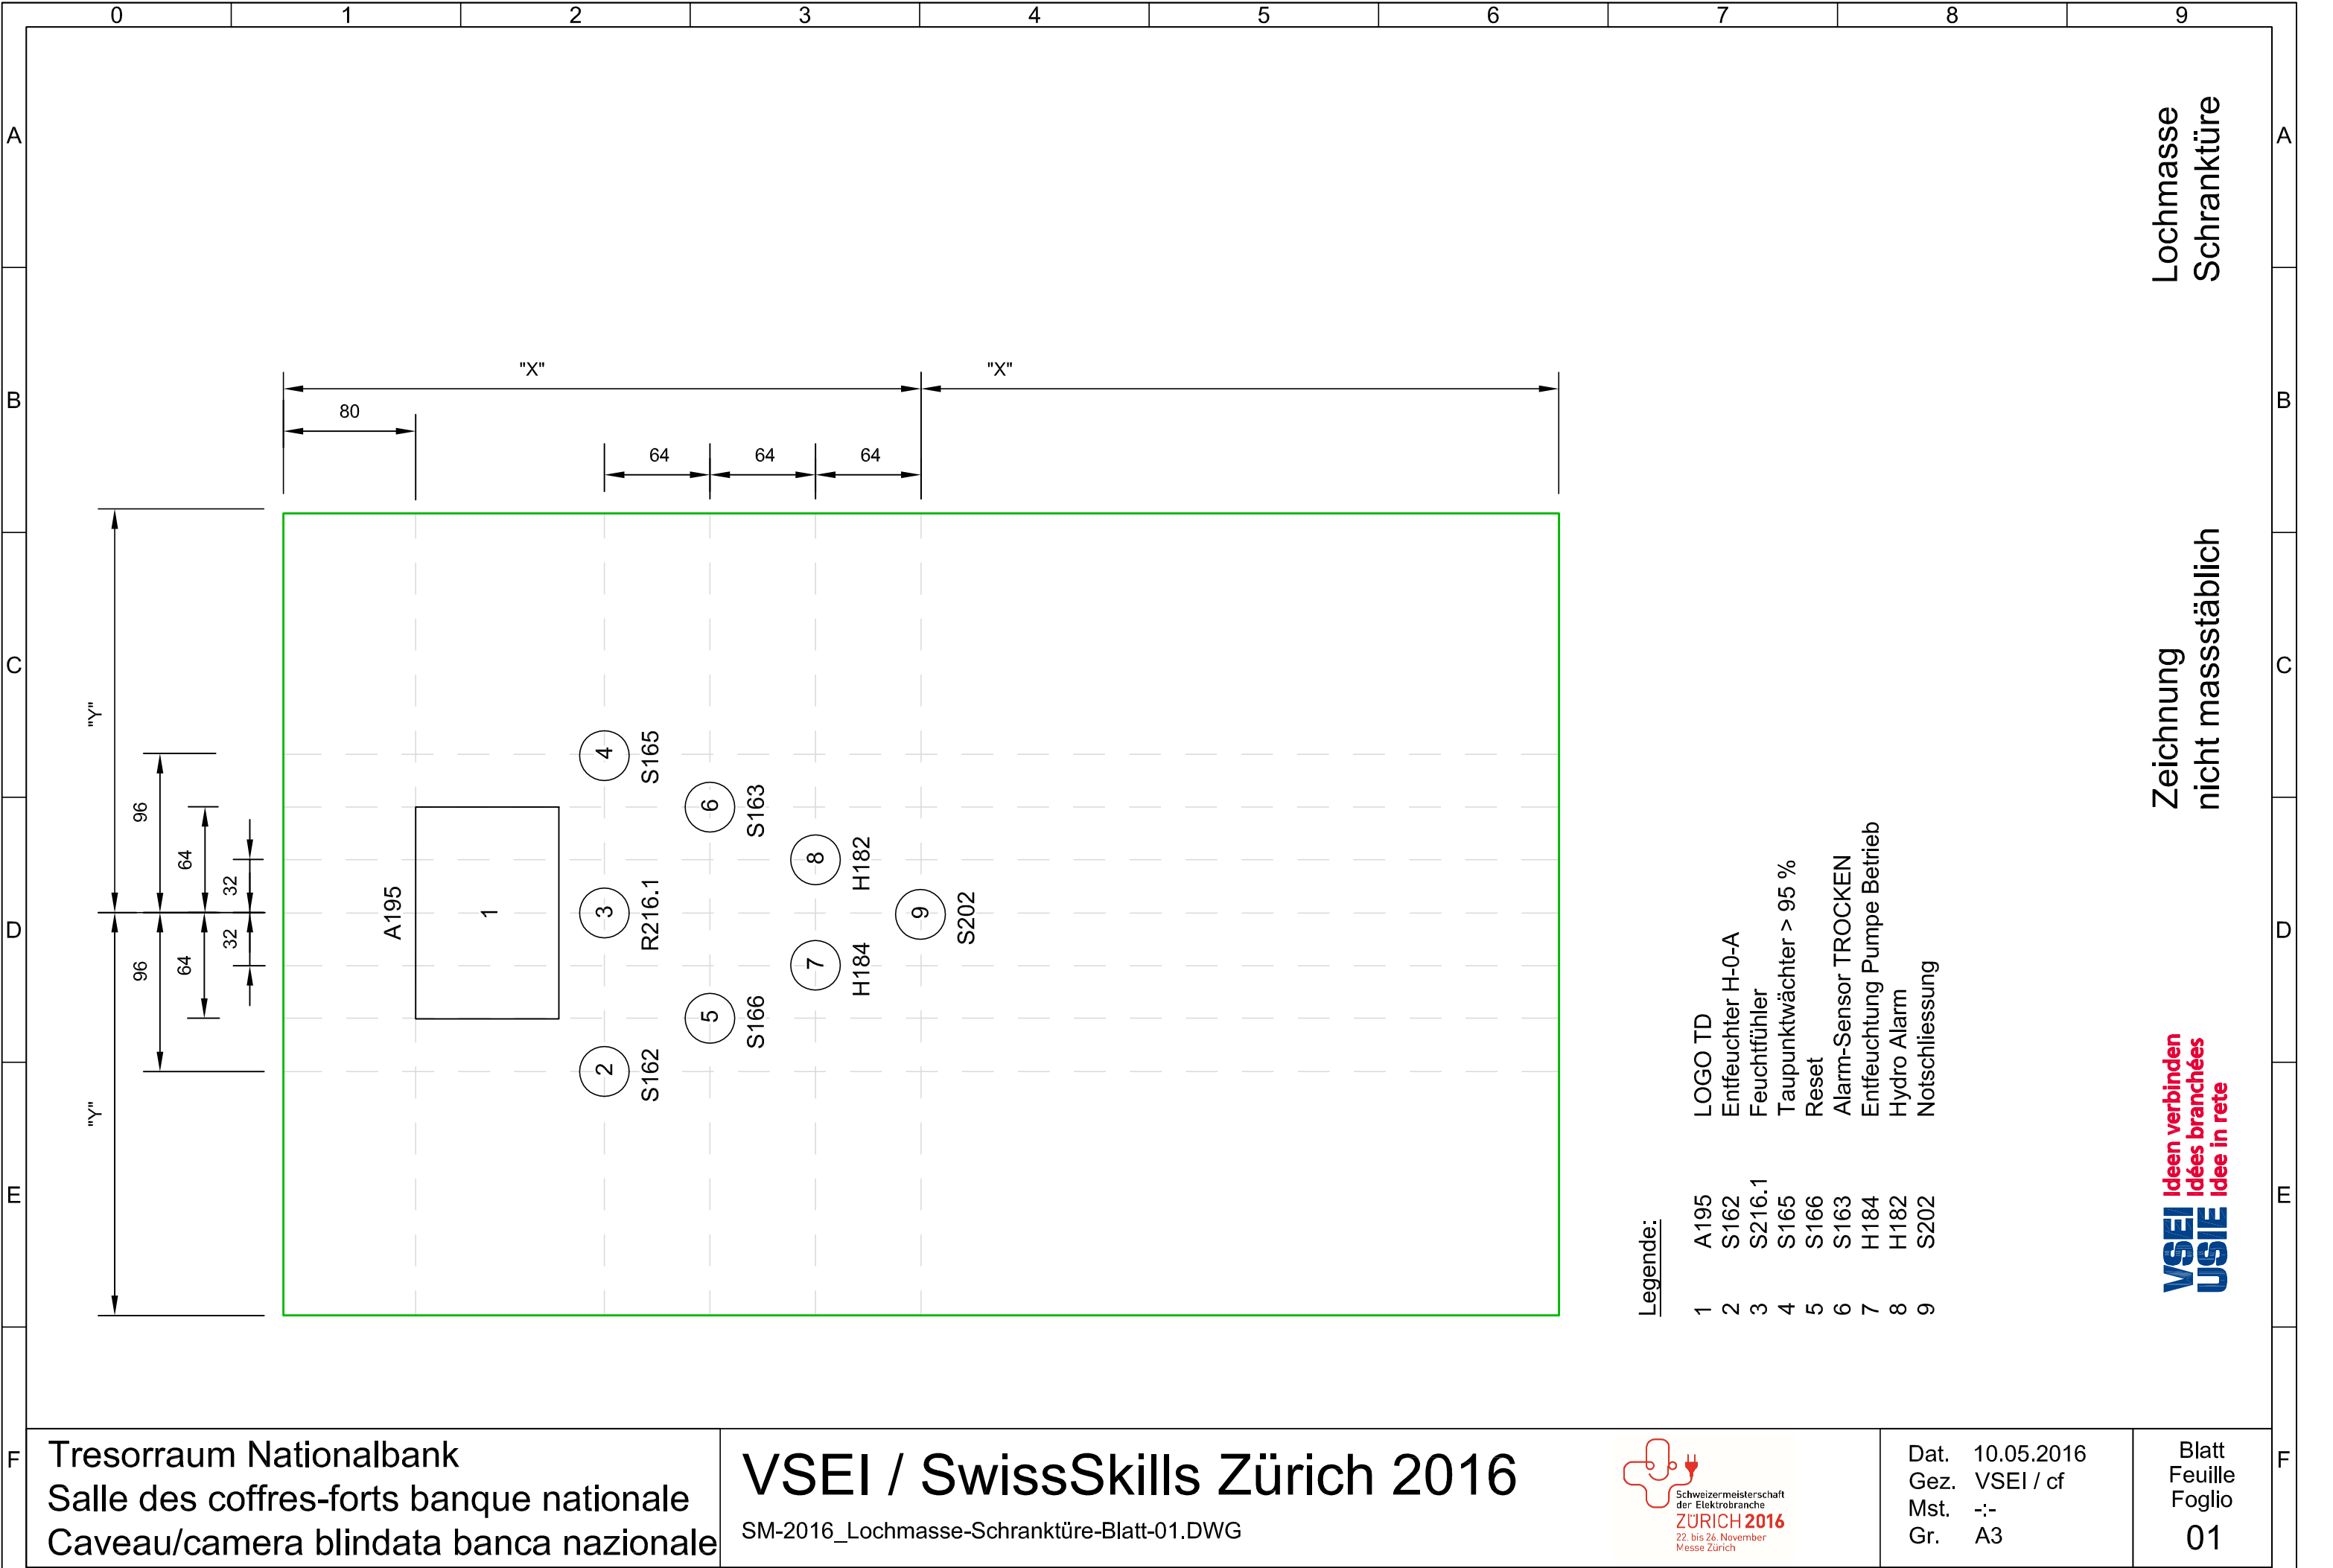 0 1 2 3 4 5 6 7 8 9
A A
B B
C C
D D
E E
F F
Lochmasse
Schranktüre
Zeichnung
nicht massstäblich
"X" "X"
80
64 64 64
"Y"
"Y"
96
64
32
32
64
96
A195
1
4 S165
3 R216.1
2 S162
6 S163
5 S166
8 H182
7 H184
9 S202
Legende:
1 A195 LOGO TD
2 S162 Entfeuchter H-0-A
3 S216.1 Feuchtfühler
4 S165 Taupunktwächter > 95 %
5 S166 Reset
6 S163 Alarm-Sensor TROCKEN
7 H184 Entfeuchtung Pumpe Betrieb
8 H182 Hydro Alarm
9 S202 Notschliessung
VSEI Ideen verbinden
Idées branchées
USIE Idee in rete
Tresorraum Nationalbank
Salle des coffres-forts banque nationale
Caveau/camera blindata banca nazionale
VSEI / SwissSkills Zürich 2016
SM-2016_Lochmasse-Schranktüre-Blatt-01.DWG
Schweizermeisterschaft
der Elektrobranche
ZÜRICH 2016
22. bis 26. November
Messe Zürich
Dat. 10.05.2016
Gez. VSEI / cf
Mst. -:-
Gr. A3
Blatt
Feuille
Foglio
01